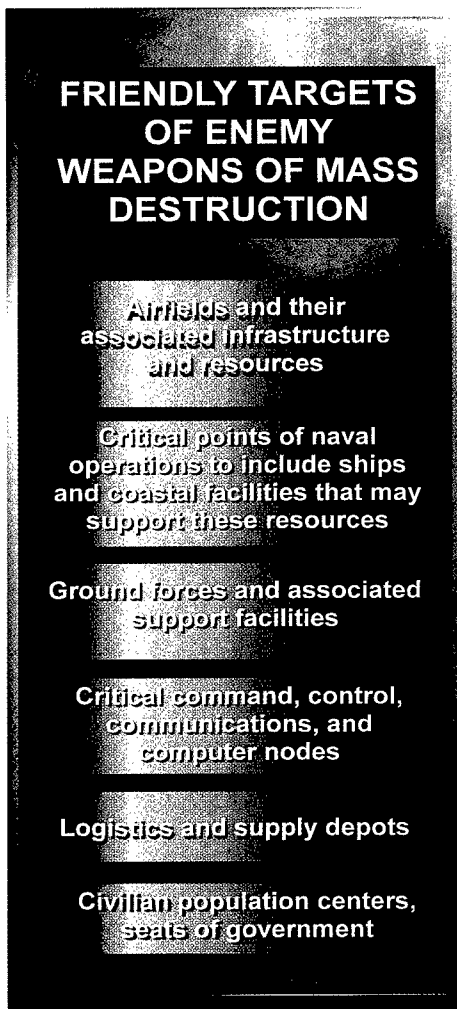 FRIENDLY TARGETS
OF ENEMY
WEAPONS OF MASS
DESTRUCTION
Airfields and their
associated infrastructure
and resources
Critical points of naval
operations to include ships
and coastal facilities that may
support these resources
Ground forces and associated
support facilities
Critical command, control,
communications, and
computer nodes
Logistics and supply depots
Civilian population centers,
seats of government